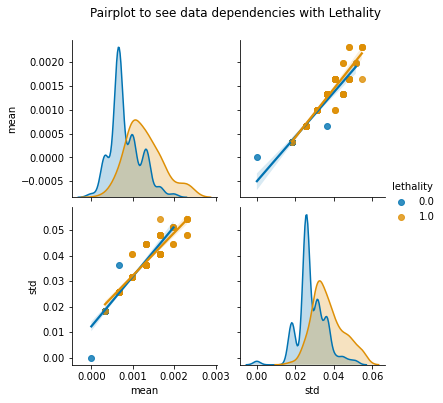 Pairplot to see data dependencies with Lethality
0.0020
0.0015
0.0010
0.0005
0.0000
−0.0005
mean
lethality
0.0
1.0
0.05
0.04
0.03
0.02
0.01
0.00
std
0.000 0.001 0.002 0.003
0.00 0.02 0.04 0.06
mean std